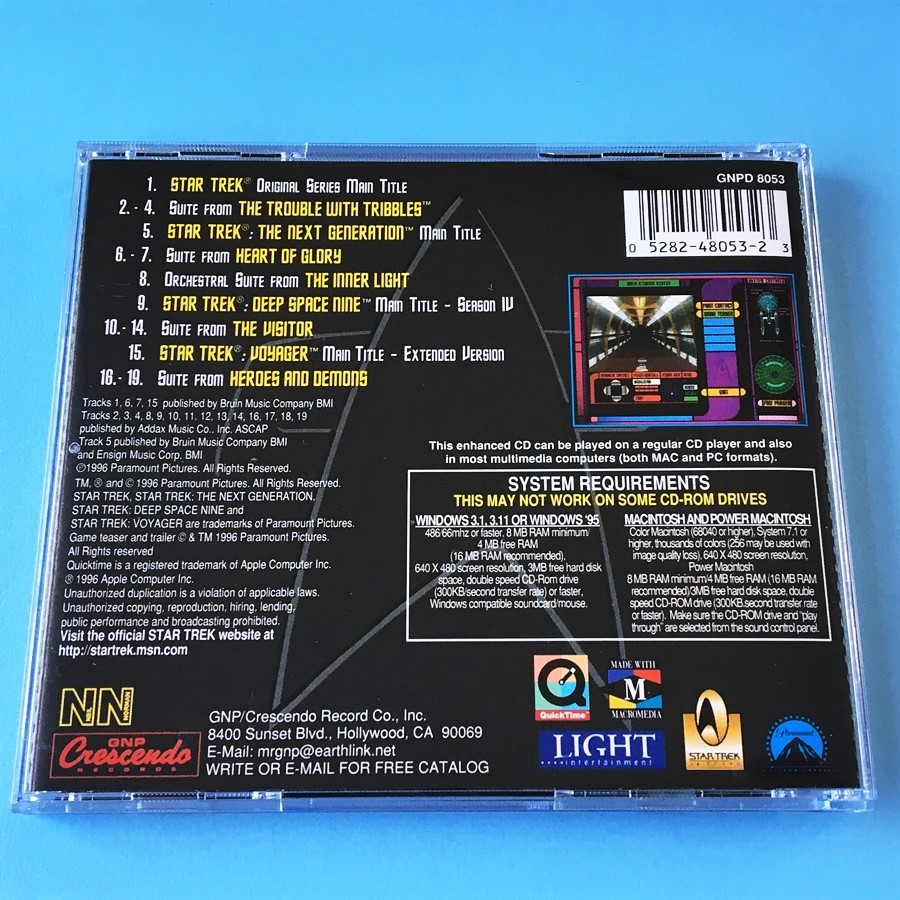 GNPD 8053
0 5282-48053-2 3
1. STAR TREK® ORIGINAL SERIES MAIN TITLE
2. - 4. SUITE FROM THE TROUBLE WITH TRIBBLES™
5. STAR TREK®: THE NEXT GENERATION™ MAIN TITLE
6. - 7. SUITE FROM HEART OF GLORY
8. ORCHESTRAL SUITE FROM THE INNER LIGHT
9. STAR TREK®: DEEP SPACE NINE™ MAIN TITLE - SEASON IV
10. - 14. SUITE FROM THE VISITOR
15. STAR TREK®: VOYAGER™ MAIN TITLE - EXTENDED VERSION
16. - 19. SUITE FROM HEROES AND DEMONS
Tracks 1, 6, 7, 15 published by Bruin Music Company BMI
Tracks 2, 3, 4, 8, 9, 10, 11, 12, 13, 14, 16, 17, 18, 19
published by Addax Music Co., Inc. ASCAP
Track 5 published by Bruin Music Company BMI
and Ensign Music Corp. BMI
℗1996 Paramount Pictures. All Rights Reserved.
TM, ® and © 1996 Paramount Pictures. All Rights Reserved.
STAR TREK, STAR TREK: THE NEXT GENERATION,
STAR TREK: DEEP SPACE NINE and
STAR TREK: VOYAGER are trademarks of Paramount Pictures.
Game teaser and trailer © & TM 1996 Paramount Pictures.
All Rights reserved
Quicktime is a registered trademark of Apple Computer Inc.
® 1996 Apple Computer Inc.
Unauthorized duplication is a violation of applicable laws.
Unauthorized copying, reproduction, hiring, lending,
public performance and broadcasting prohibited.
Visit the official STAR TREK website at
http://startrek.msn.com
This enhanced CD can be played on a regular CD player and also
in most multimedia computers (both MAC and PC formats).
SYSTEM REQUIREMENTS
THIS MAY NOT WORK ON SOME CD-ROM DRIVES
WINDOWS 3.1, 3.11 OR WINDOWS '95
486/66mhz or faster, 8 MB RAM minimum/
4 MB free RAM
(16 MB RAM recommended).
640 X 480 screen resolution, 3MB free hard disk
space, double speed CD-Rom drive
(300KB/second transfer rate) or faster,
Windows compatible soundcard/mouse.
MACINTOSH AND POWER MACINTOSH
Color Macintosh (68040 or higher), System 7.1 or
higher, thousands of colors (256 may be used with
image quality loss), 640 X 480 screen resolution,
Power Macintosh
8 MB RAM minimum/4 MB free RAM (16 MB RAM
recommended)/3MB free hard disk space, double
speed CD-ROM drive (300KB.second transfer rate
or faster). Make sure the CD-ROM drive and "play
through" are selected from the sound control panel.
NN
NEIL
NORMAN
GNP
Crescendo
RECORDS
GNP/Crescendo Record Co., Inc.
8400 Sunset Blvd., Hollywood, CA 90069
E-Mail: mrgnp@earthlink.net
WRITE OR E-MAIL FOR FREE CATALOG
QuickTime™
MADE WITH
M
MACROMEDIA
LIGHT
entertainment
STAR TREK
Paramount